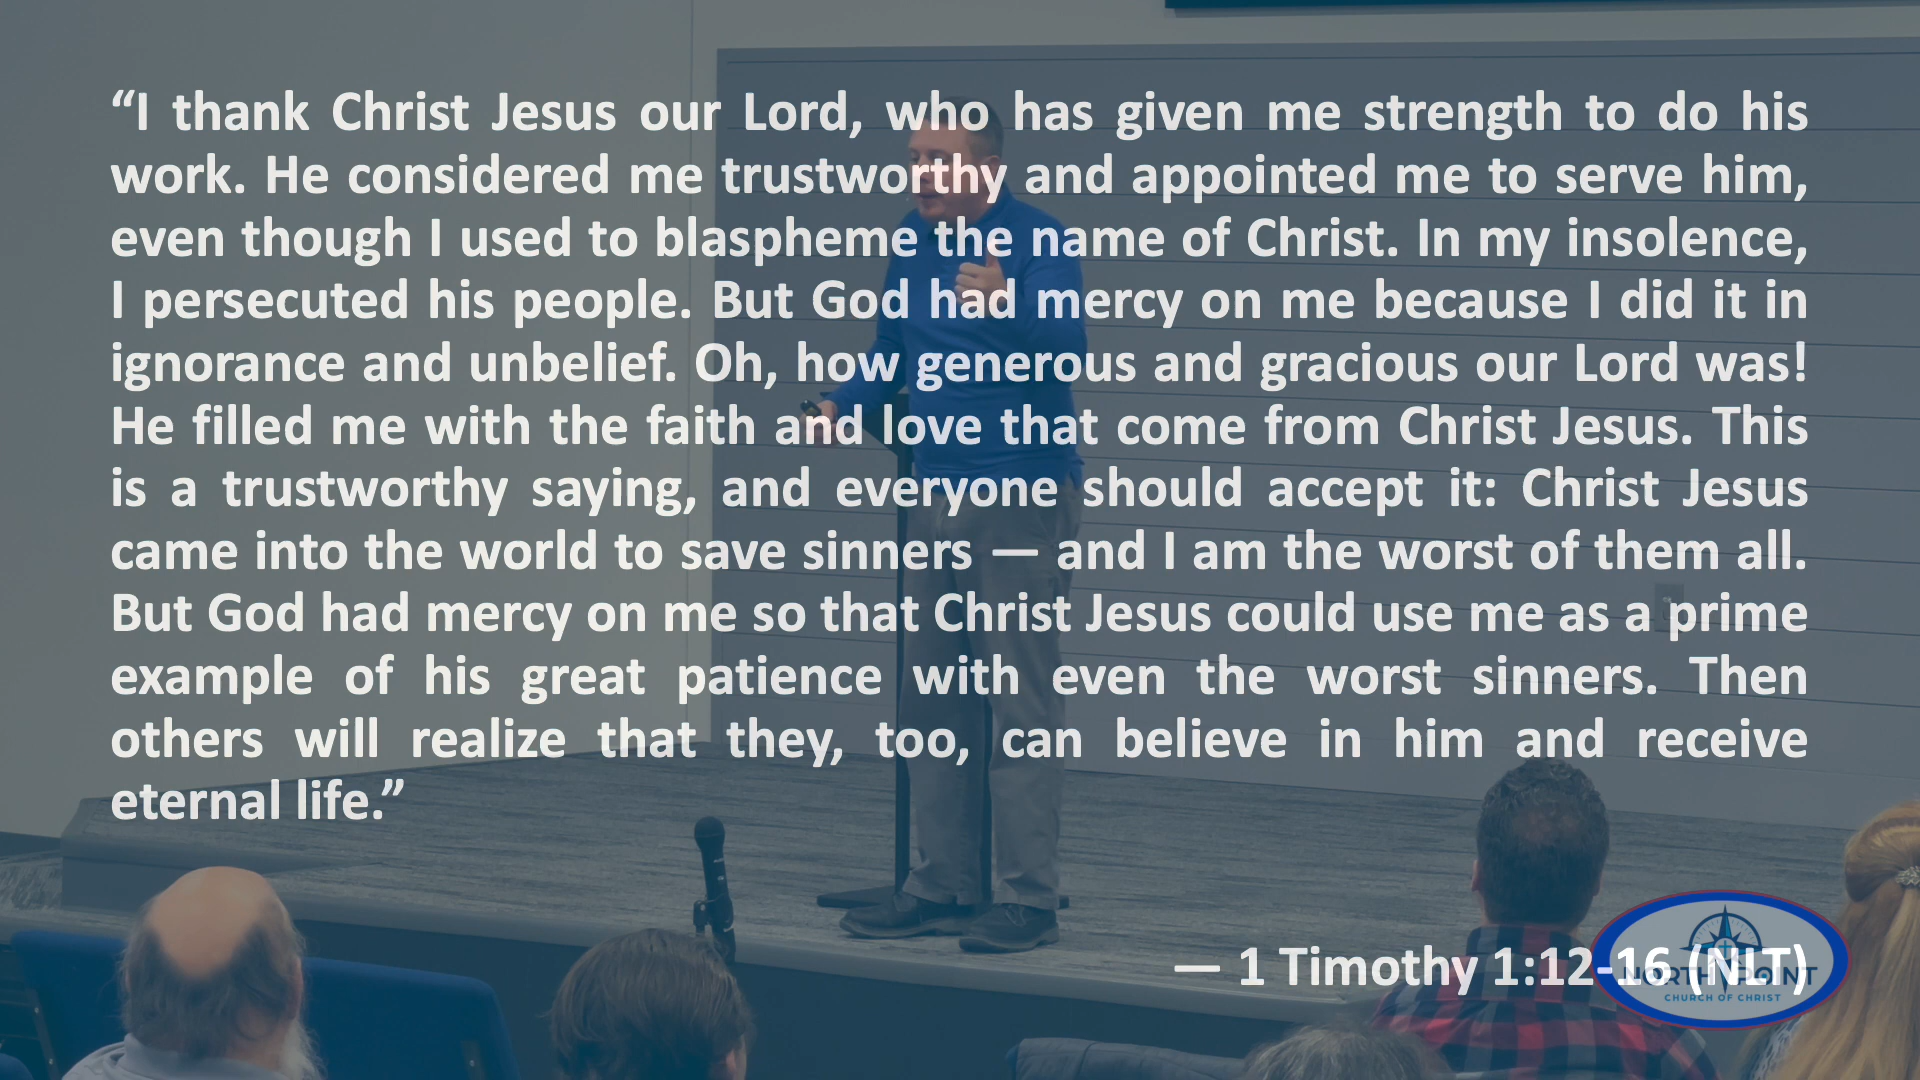 “I thank Christ Jesus our Lord, who has given me strength to do his
work. He considered me trustworthy and appointed me to serve him,
even though I used to blaspheme the name of Christ. In my insolence,
I persecuted his people. But God had mercy on me because I did it in
ignorance and unbelief. Oh, how generous and gracious our Lord was!
He filled me with the faith and love that come from Christ Jesus. This
is a trustworthy saying, and everyone should accept it: Christ Jesus
came into the world to save sinners — and I am the worst of them all.
But God had mercy on me so that Christ Jesus could use me as a prime
example of his great patience with even the worst sinners. Then
others will realize that they, too, can believe in him and receive
eternal life.”
— 1 Timothy 1:12-16 (NLT)
NORTH POINT
CHURCH OF CHRIST